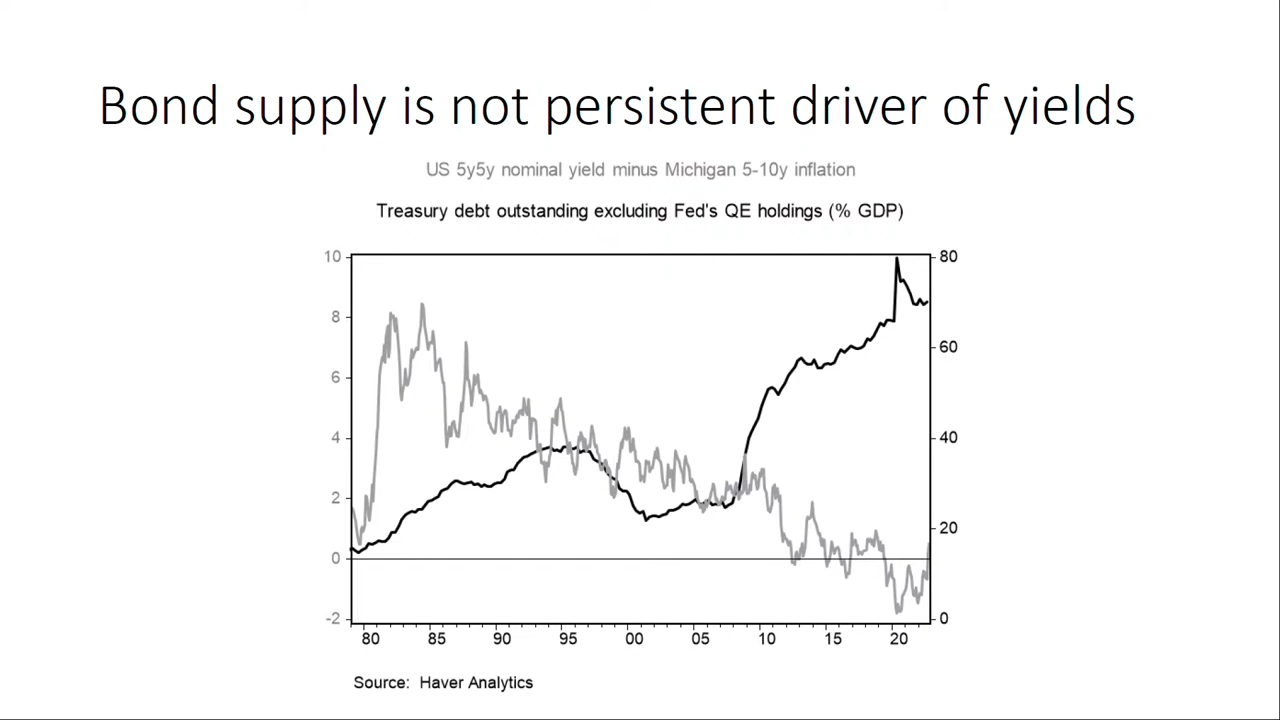 Bond supply is not persistent driver of yields
US 5y5y nominal yield minus Michigan 5-10y inflation
Treasury debt outstanding excluding Fed's QE holdings (% GDP)
10
8
6
4
2
0
-2
80
60
40
20
0
80 85 90 95 00 05 10 15 20
Source: Haver Analytics